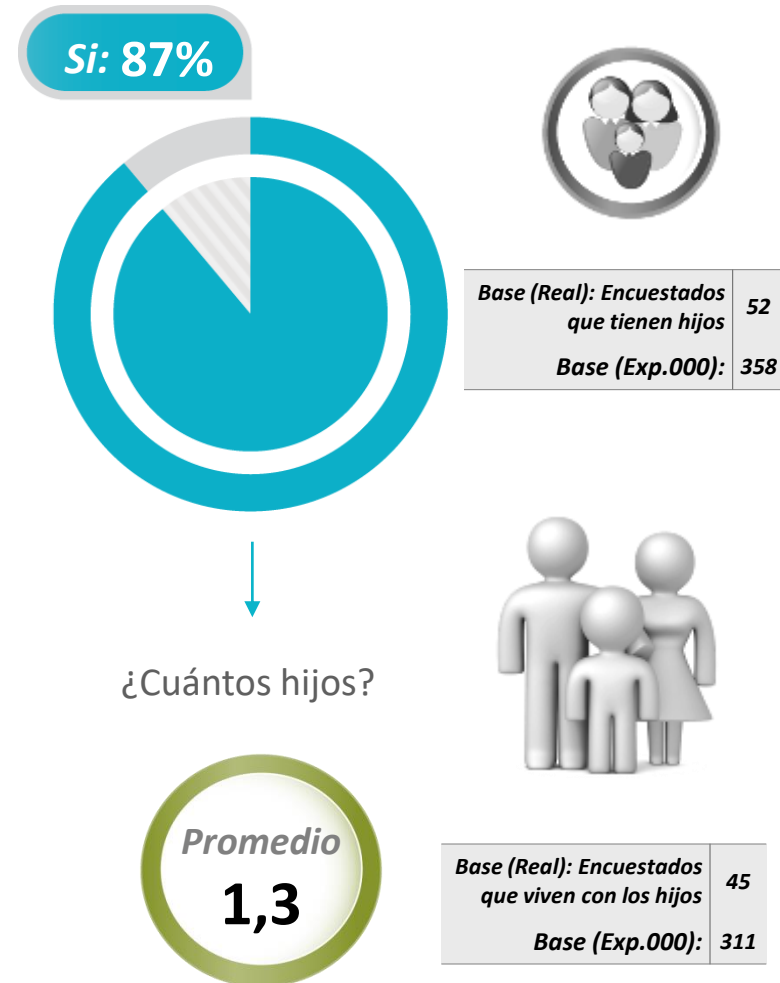 Si: 87%
Base (Real): Encuestados
que tienen hijos
52
Base (Exp.000):
358
¿Cuántos hijos?
Promedio
1,3
Base (Real): Encuestados
que viven con los hijos
45
Base (Exp.000):
311